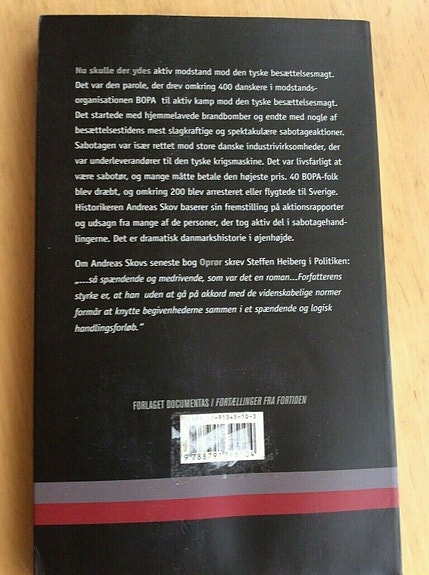 Nu skulle der ydes aktiv modstand mod den tyske besættelsesmagt.
Det var den parole, der drev omkring 400 danskere i modstands-
organisationen BOPA til aktiv kamp mod den tyske besættelsesmagt.
Det startede med hjemmelavede brandbomber og endte med nogle af
besættelsestidens mest slagkraftige og spektakulære sabotageaktioner.
Sabotagen var især rettet mod store danske industrivirksomheder, der
var underleverandører til den tyske krigsmaskine. Det var livsfarligt at
være sabotør, og mange måtte betale den højeste pris. 40 BOPA-folk
blev dræbt, og omkring 200 blev arresteret eller flygtede til Sverige.
Historikeren Andreas Skov baserer sin fremstilling på aktionsrapporter
og udsagn fra mange af de personer, der tog aktiv del i sabotagehand-
lingerne. Det er dramatisk danmarkshistorie i øjenhøjde.
Om Andreas Skovs seneste bog Oprør skrev Steffen Heiberg i Politiken:
„....så spændende og medrivende, som var det en roman...Forfatterens
styrke er, at han uden at gå på akkord med de videnskabelige normer
formår at knytte begivenhederne sammen i et spændende og logisk
handlingsforløb.“
FORLAGET DOCUMENTAS / FORTÆLLINGER FRA FORTIDEN